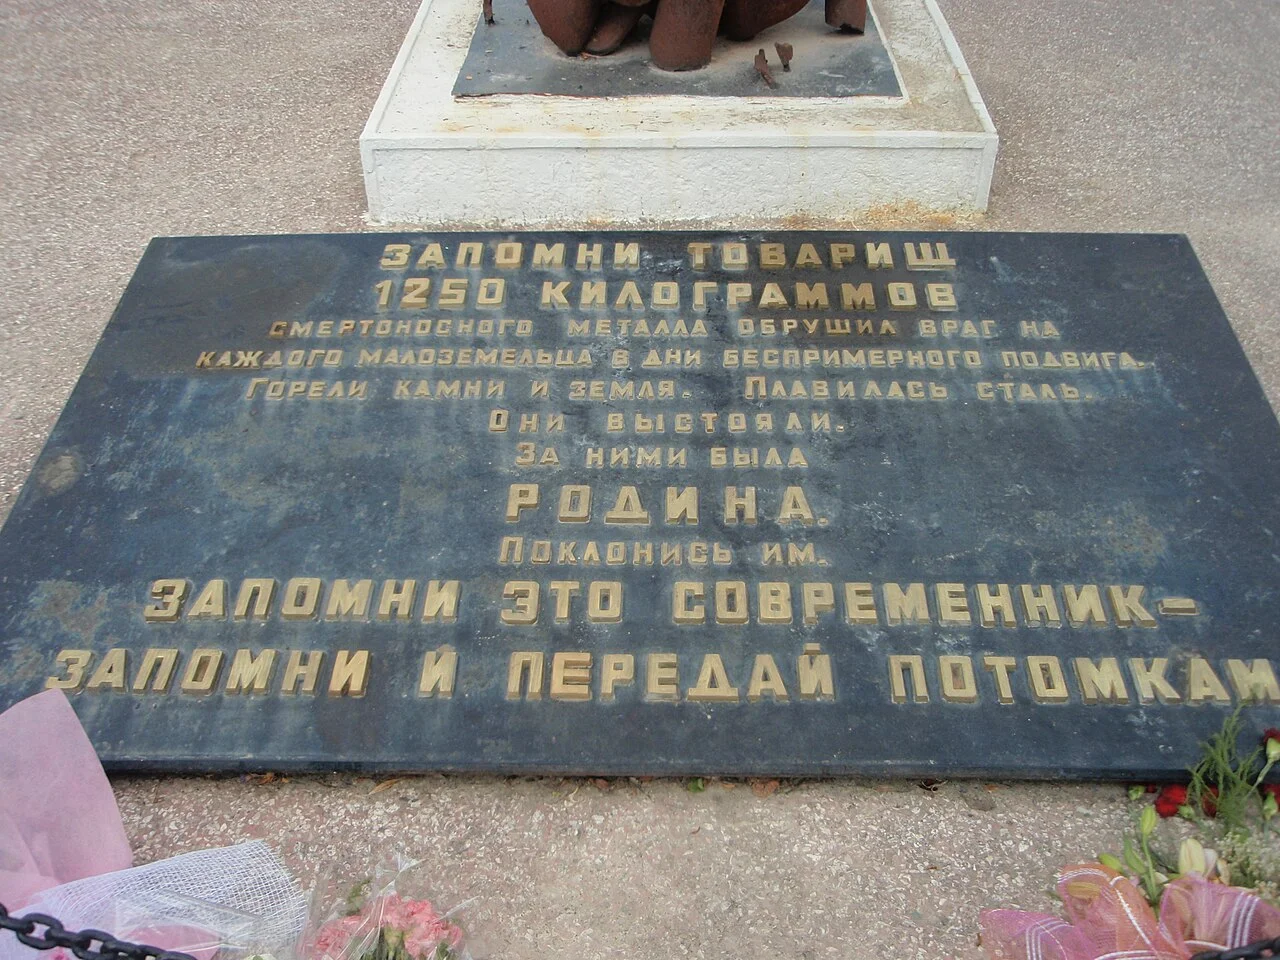 ЗАПОМНИ ТОВАРИЩ
1250 КИЛОГРАММОВ
СМЕРТОНОСНОГО МЕТАЛЛА ОБРУШИЛ ВРАГ НА
КАЖДОГО МАЛОЗЕМЕЛЬЦА В ДНИ БЕСПРИМЕРНОГО ПОДВИГА.
ГОРЕЛИ КАМНИ И ЗЕМЛЯ. ПЛАВИЛАСЬ СТАЛЬ.
ОНИ ВЫСТОЯЛИ.
ЗА НИМИ БЫЛА
РОДИНА.
ПОКЛОНИСЬ ИМ.
ЗАПОМНИ ЭТО СОВРЕМЕННИК –
ЗАПОМНИ И ПЕРЕДАЙ ПОТОМКАМ